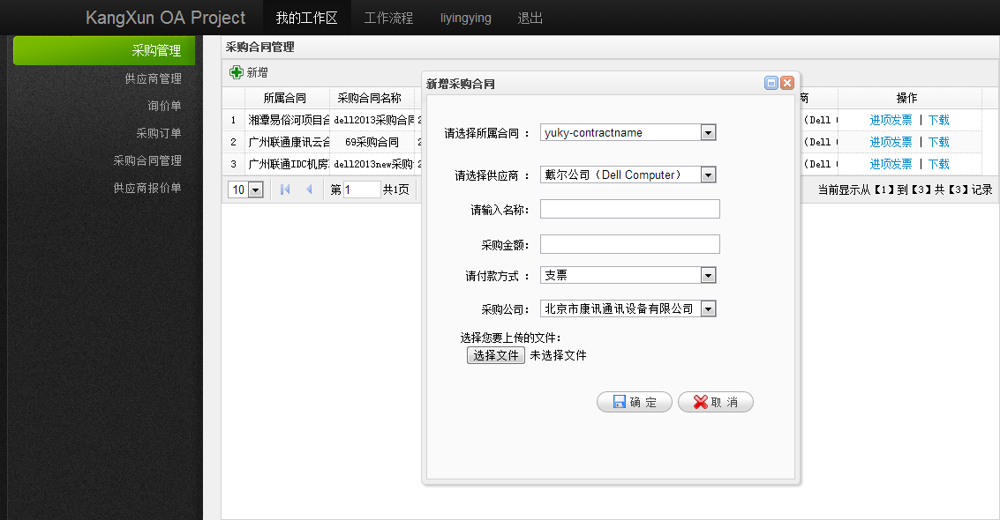 KangXun OA Project 我的工作区 工作流程 liyingying 退出
采购管理
供应商管理
询价单
采购订单
采购合同管理
供应商报价单
采购合同管理
新增
所属合同 采购合同名称 商 操作
1 湘潭易俗河项目合 dell2013采购合同 2 (Dell 进项发票 | 下载
2 广州联通康讯云合 69采购合同 2 (Dell 进项发票 | 下载
3 广州联通IDC机房 dell2013new采购 2 (Dell 进项发票 | 下载
10 第 1 共1页 当前显示从【1】到【3】共【3】记录
新增采购合同
请选择所属合同 : yuky-contractname
请选择供应商 : 戴尔公司（Dell Computer）
请输入名称:
采购金额:
请付款方式 : 支票
采购公司: 北京市康讯通讯设备有限公司
选择您要上传的文件:
选择文件 未选择文件
确 定 取 消